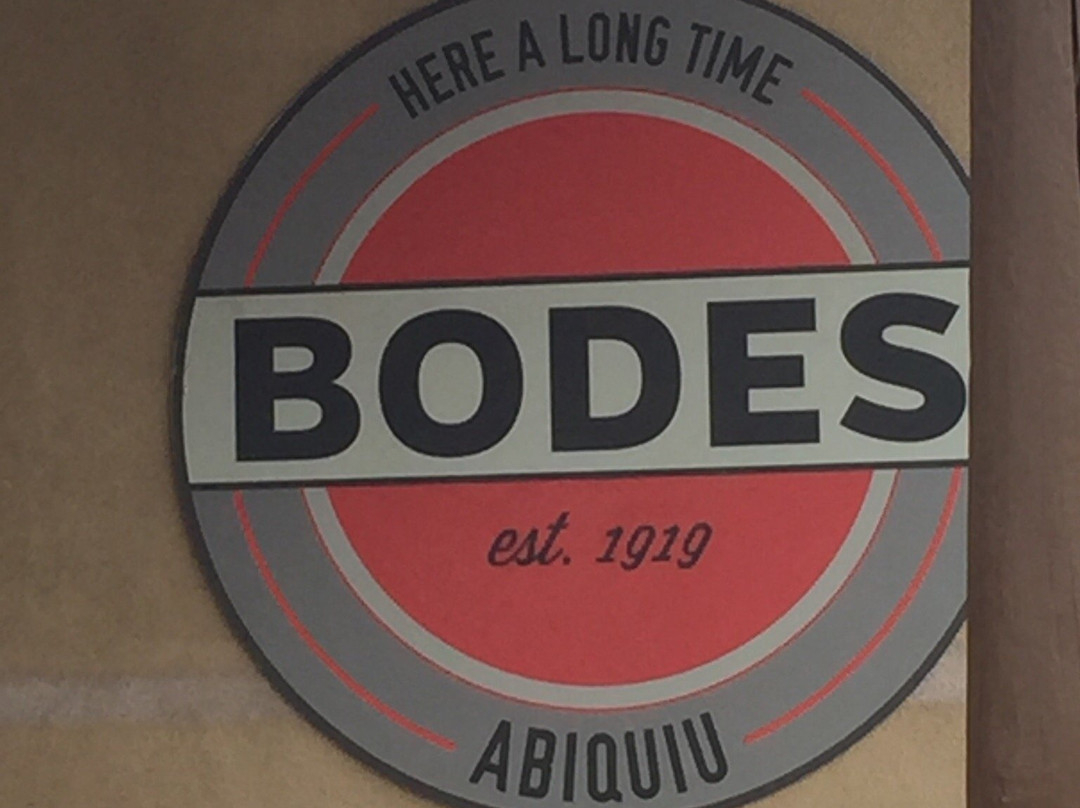 HERE A LONG TIME
BODES
est. 1919
ABIQUIU